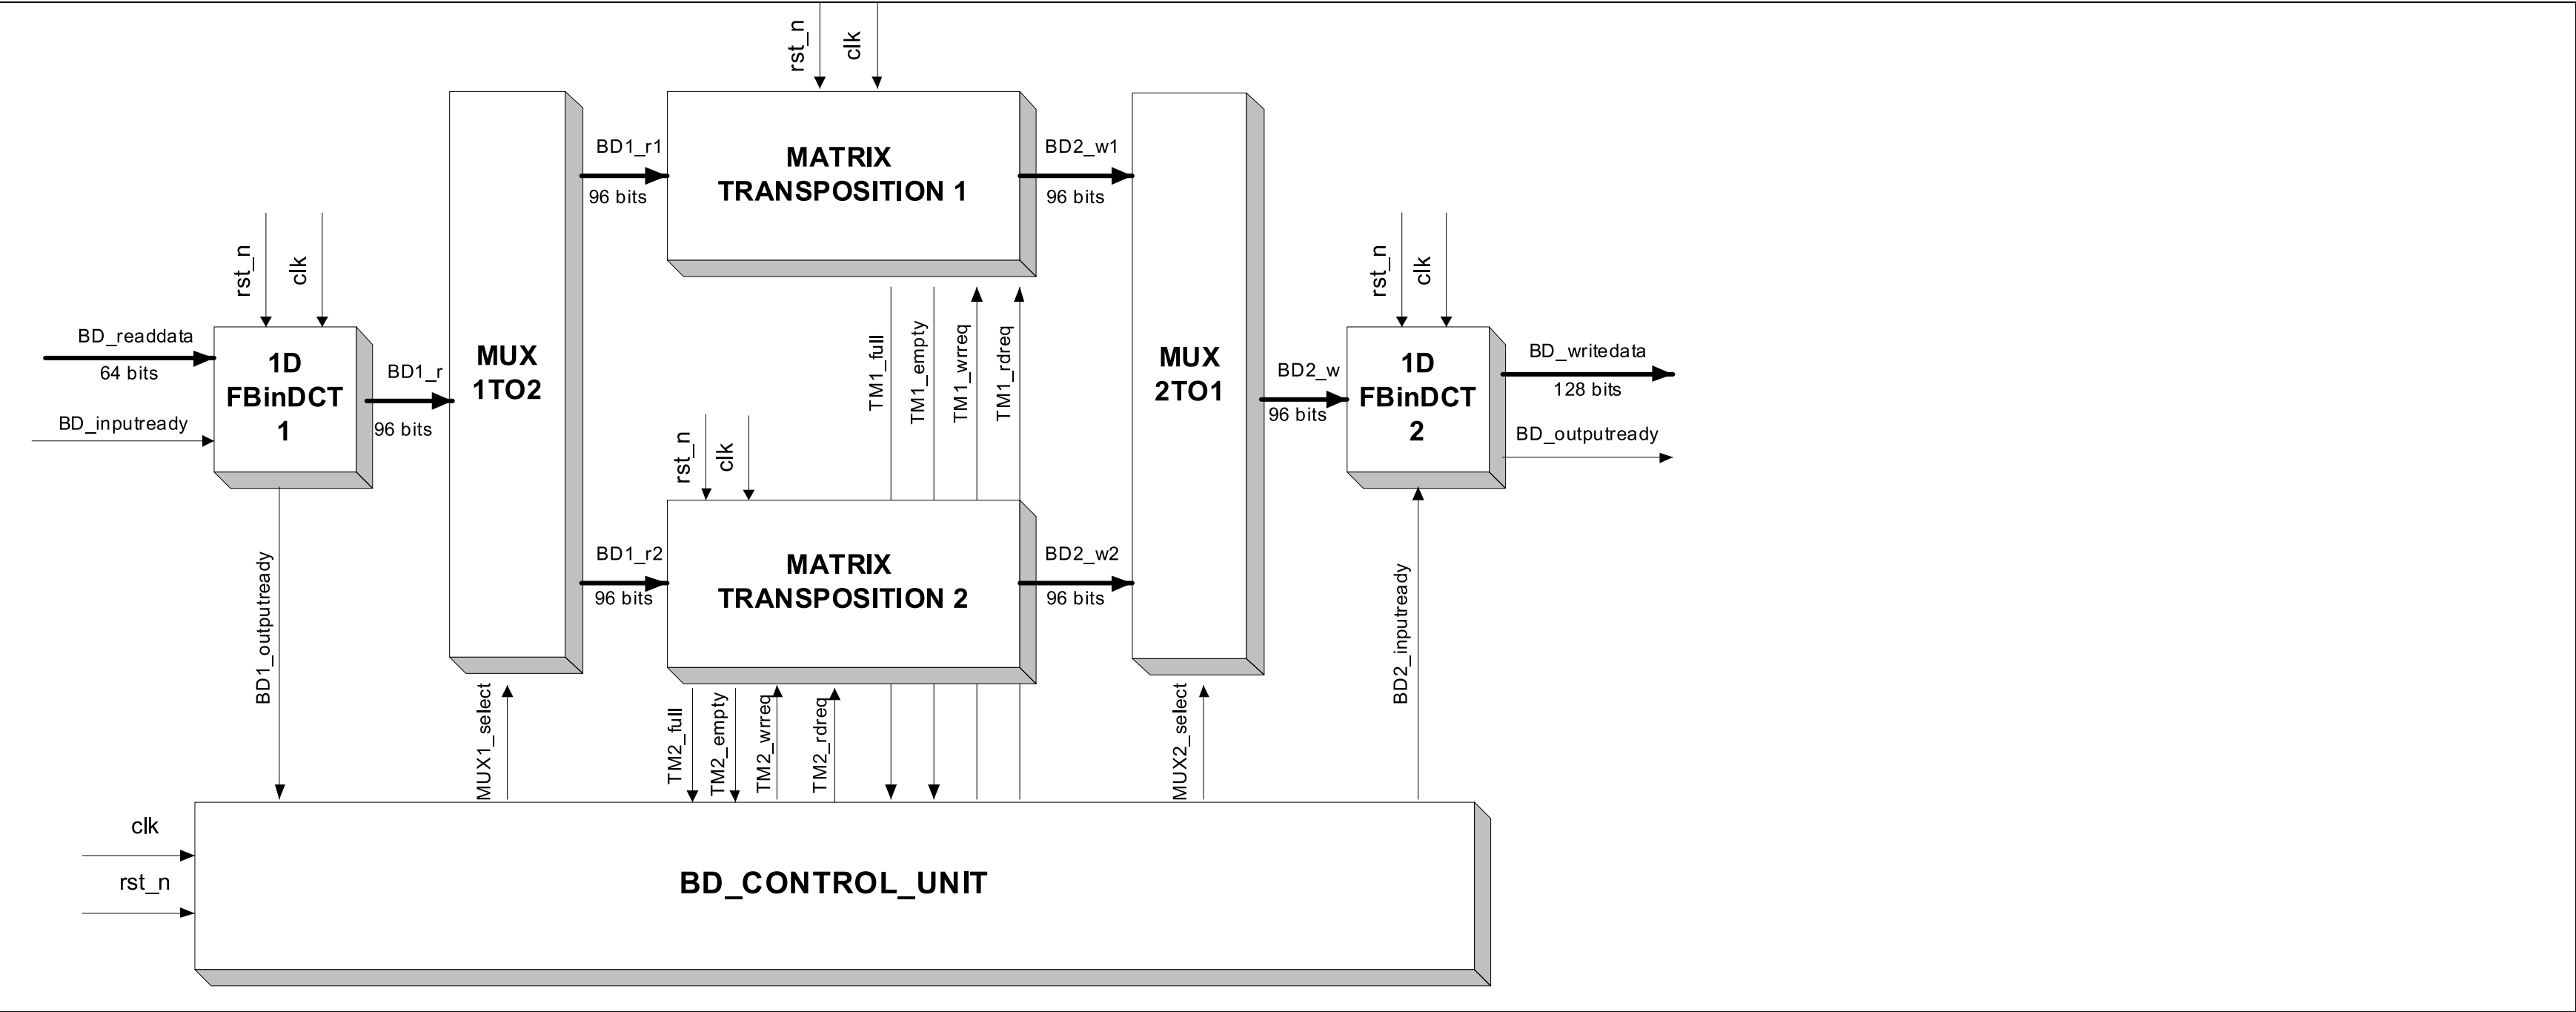 rst_n
clk
BD1_r1
96 bits
MATRIX
TRANSPOSITION 1
BD2_w1
96 bits
rst_n
clk
rst_n
clk
BD_readdata
64 bits
BD_inputready
1D
FBinDCT
1
BD1_r
96 bits
MUX
1TO2
TM1_full
TM1_empty
TM1_wrreq
TM1_rdreq
MUX
2TO1
BD2_w
96 bits
1D
FBinDCT
2
BD_writedata
128 bits
BD_outputready
rst_n
clk
BD1_r2
96 bits
MATRIX
TRANSPOSITION 2
BD2_w2
96 bits
BD1_outputready
MUX1_select
TM2_full
TM2_empty
TM2_wrreq
TM2_rdreq
MUX2_select
BD2_inputready
clk
rst_n
BD_CONTROL_UNIT